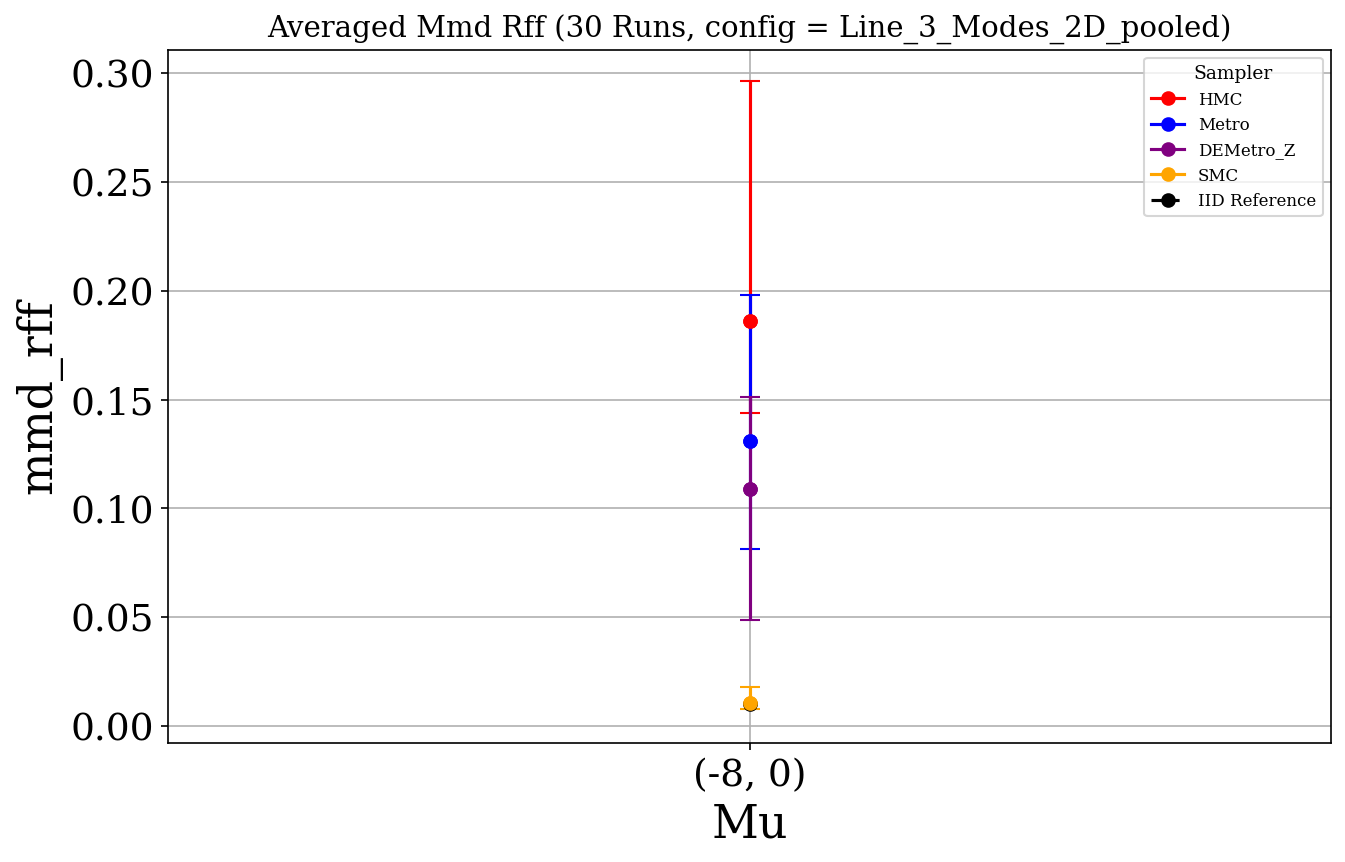 Averaged Mmd Rff (30 Runs, config = Line_3_Modes_2D_pooled)
Sampler
HMC
Metro
DEMetro_Z
SMC
IID Reference
mmd_rff
0.30
0.25
0.20
0.15
0.10
0.05
0.00
(-8, 0)
Mu